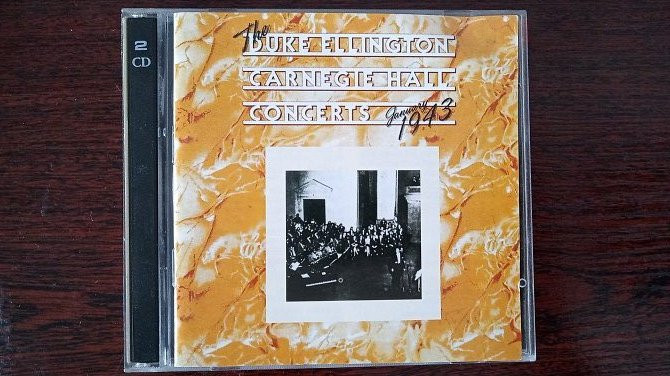 2
CD
The
DUKE ELLINGTON
CARNEGIE HALL
CONCERTS January
1943